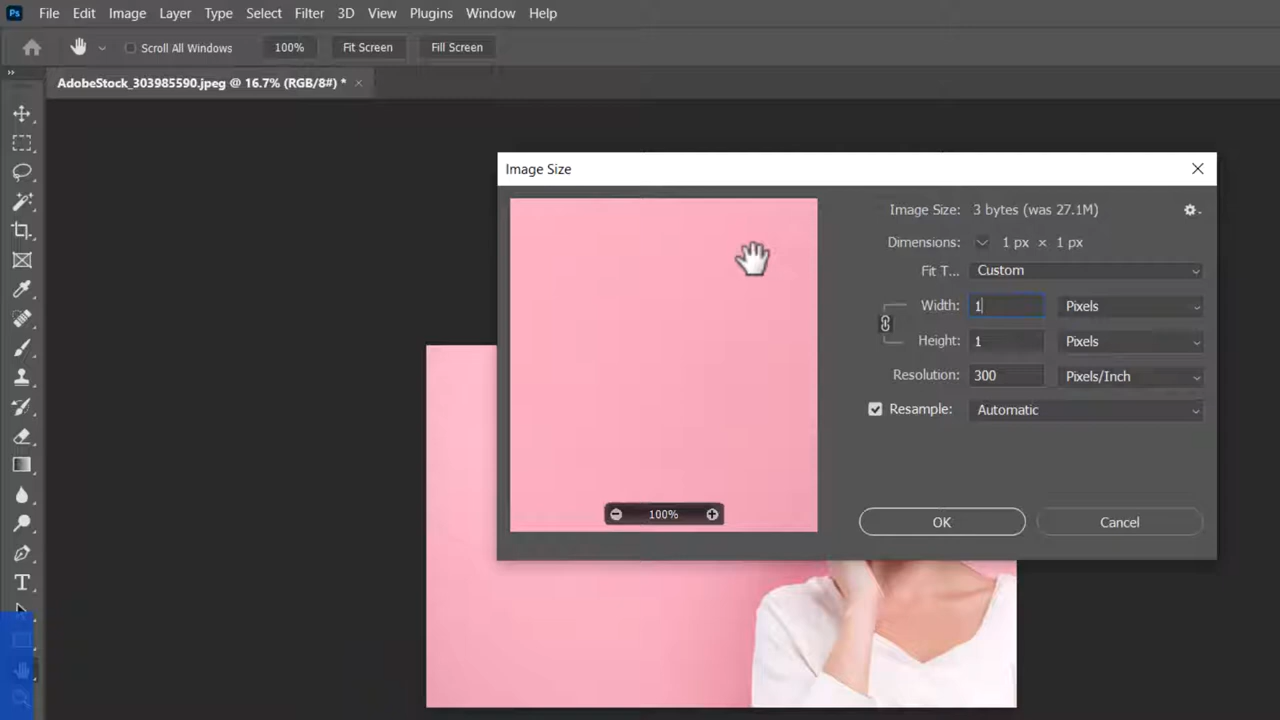 Ps File Edit Image Layer Type Select Filter 3D View Plugins Window Help
Scroll All Windows 100% Fit Screen Fill Screen
AdobeStock_303985590.jpeg @ 16.7% (RGB/8#) * ×
Image Size
Image Size: 3 bytes (was 27.1M)
Dimensions: 1 px × 1 px
Fit T... Custom
Width: 1 Pixels
Height: 1 Pixels
Resolution: 300 Pixels/Inch
Resample: Automatic
100%
OK Cancel